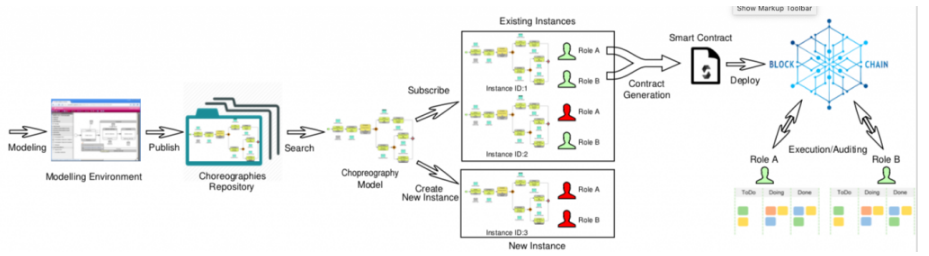 Show Markup Toolbar
Existing Instances
Role A
Role B
Instance ID:1
Role A
Role B
Instance ID:2
Subscribe
Modeling
Modelling Environment
Publish
Choreographies
Repository
Search
Chopreography
Model
Create
New Instance
Role A
Role B
Instance ID:3
New Instance
Contract
Generation
Smart Contract
Deploy
BLOCK CHAIN
Execution/Auditing
Role A
Role B
ToDo Doing Done
ToDo Doing Done